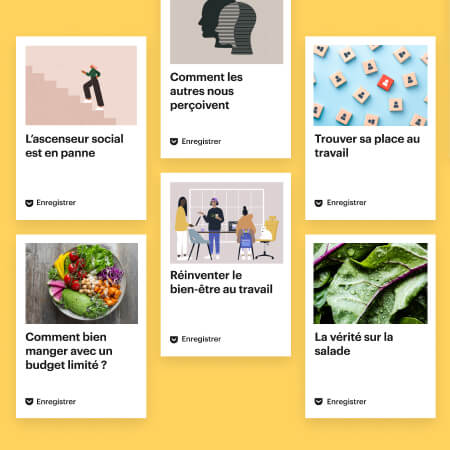 L'ascenseur social
est en panne
Enregistrer
Comment bien
manger avec un
budget limité ?
Enregistrer
Comment les
autres nous
perçoivent
Enregistrer
Réinventer le
bien-être au travail
Enregistrer
Trouver sa place au
travail
Enregistrer
La vérité sur la
salade
Enregistrer